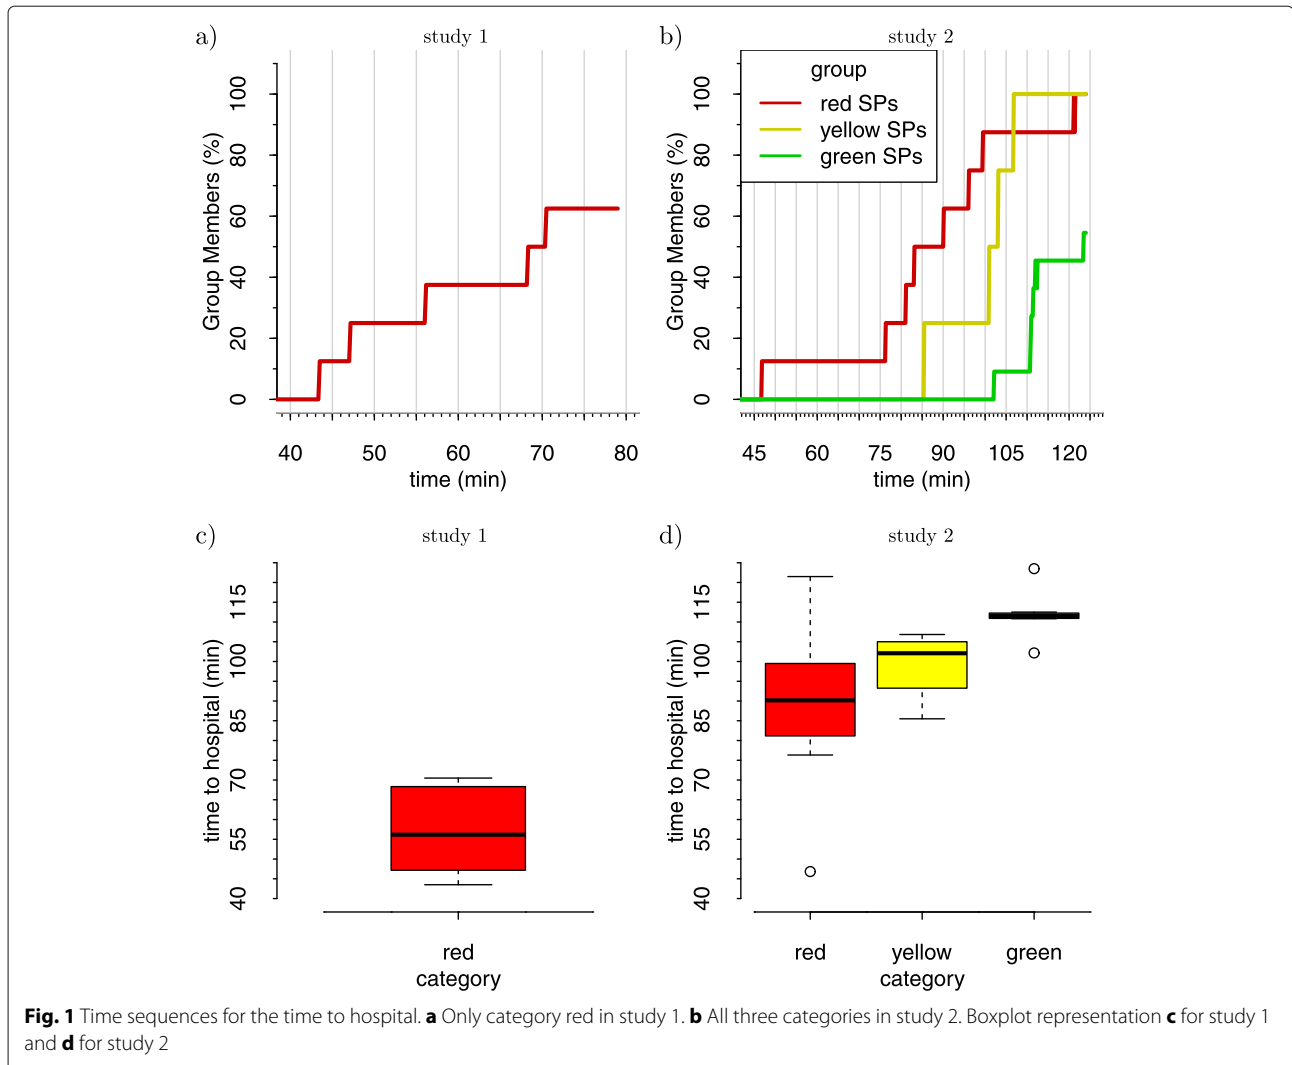 a)
study 1
Group Members (%)
0
20
40
60
80
100
40 50 60 70 80
time (min)
b)
study 2
group
red SPs
yellow SPs
green SPs
Group Members (%)
0
20
40
60
80
100
45 60 75 90 105 120
time (min)
c)
study 1
time to hospital (min)
40
55
70
85
100
115
red
category
d)
study 2
time to hospital (min)
40
55
70
85
100
115
red yellow green
category
Fig. 1 Time sequences for the time to hospital. a Only category red in study 1. b All three categories in study 2. Boxplot representation c for study 1
and d for study 2